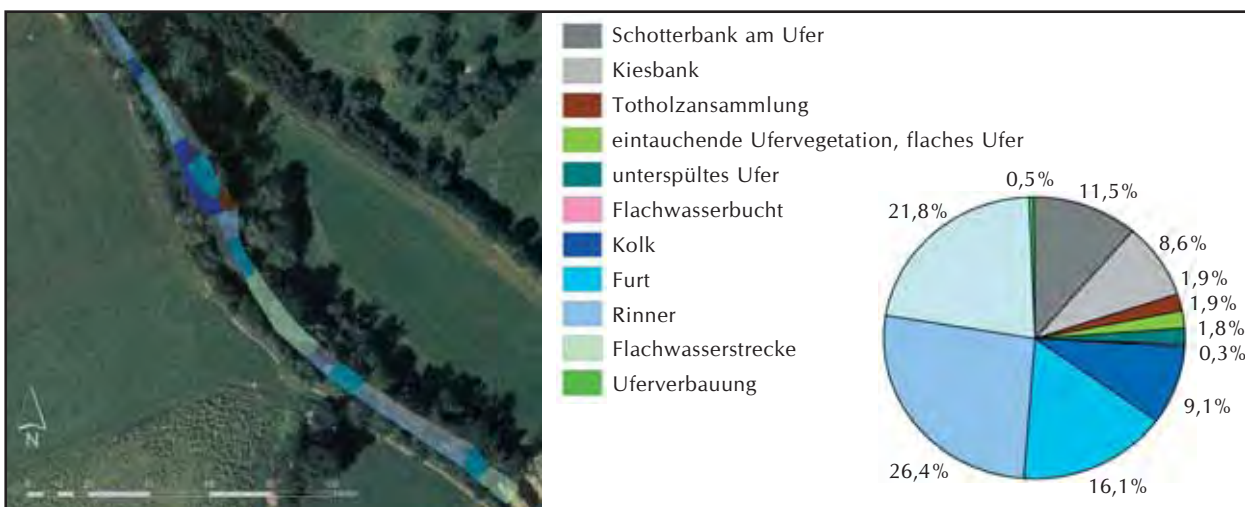 Schotterbank am Ufer
Kiesbank
Totholzansammlung
eintauchende Ufervegetation, flaches Ufer
unterspültes Ufer
Flachwasserbucht
Kolk
Furt
Rinner
Flachwasserstrecke
Uferverbauung
0,5%
11,5%
8,6%
1,9%
1,9%
1,8%
0,3%
9,1%
16,1%
26,4%
21,8%
N